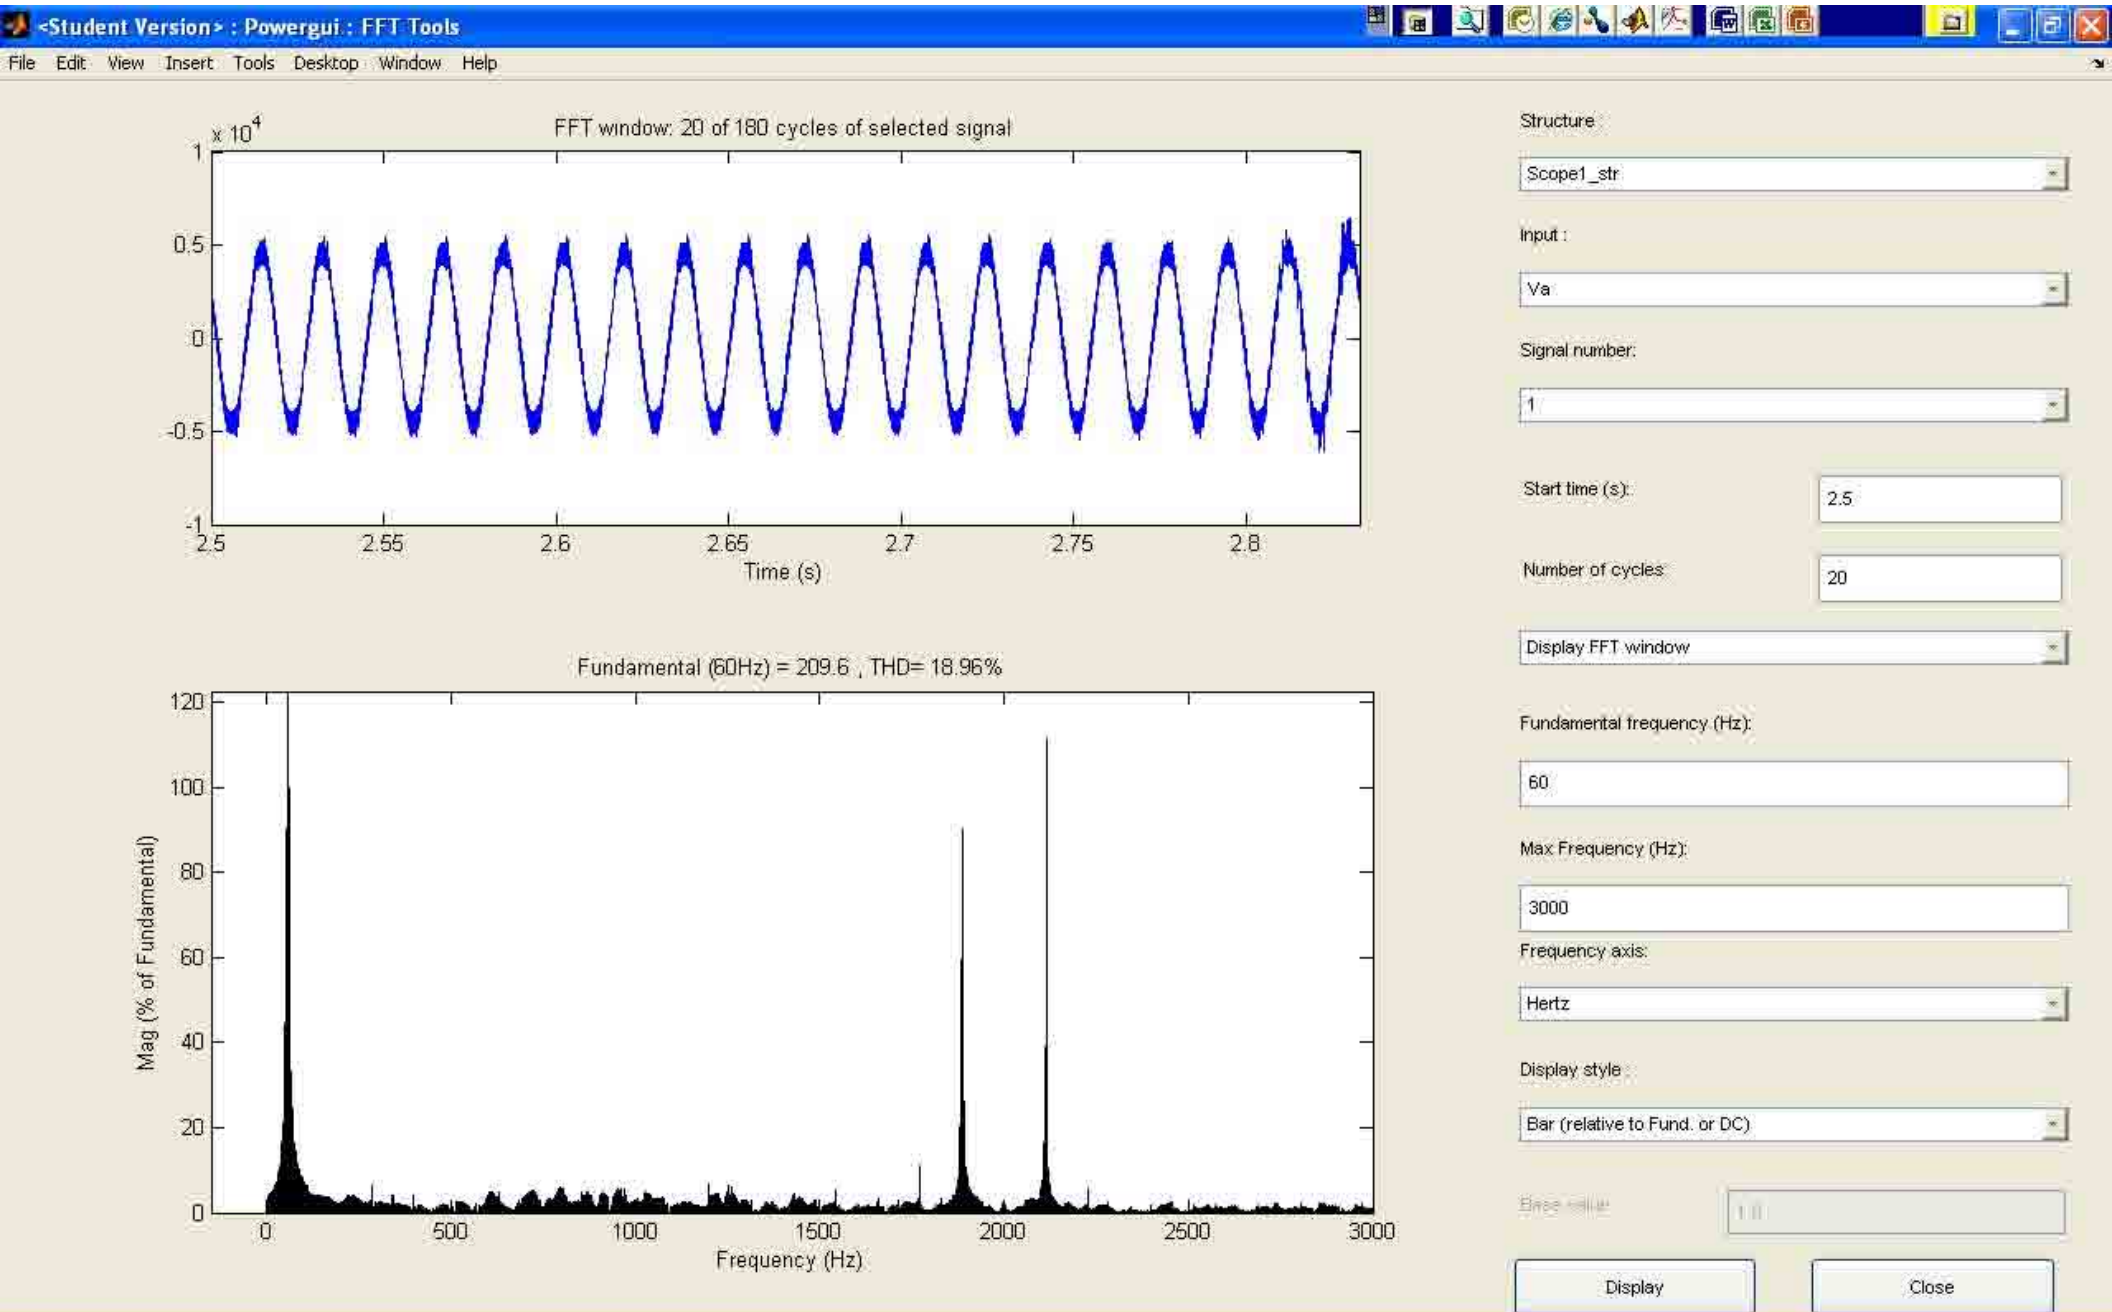 <Student Version> : Powergui : FFT Tools
File Edit View Insert Tools Desktop Window Help
x 10^4
FFT window: 20 of 180 cycles of selected signal
1
0.5
0
-0.5
-1
2.5 2.55 2.6 2.65 2.7 2.75 2.8
Time (s)
Fundamental (60Hz) = 209.6 , THD= 18.96%
120
100
80
60
40
20
0
Mag (% of Fundamental)
0 500 1000 1500 2000 2500 3000
Frequency (Hz)
Structure :
Scope1_str
Input :
Va
Signal number:
1
Start time (s):
2.5
Number of cycles:
20
Display FFT window
Fundamental frequency (Hz):
60
Max Frequency (Hz):
3000
Frequency axis:
Hertz
Display style :
Bar (relative to Fund. or DC)
Base value:
1.0
Display
Close